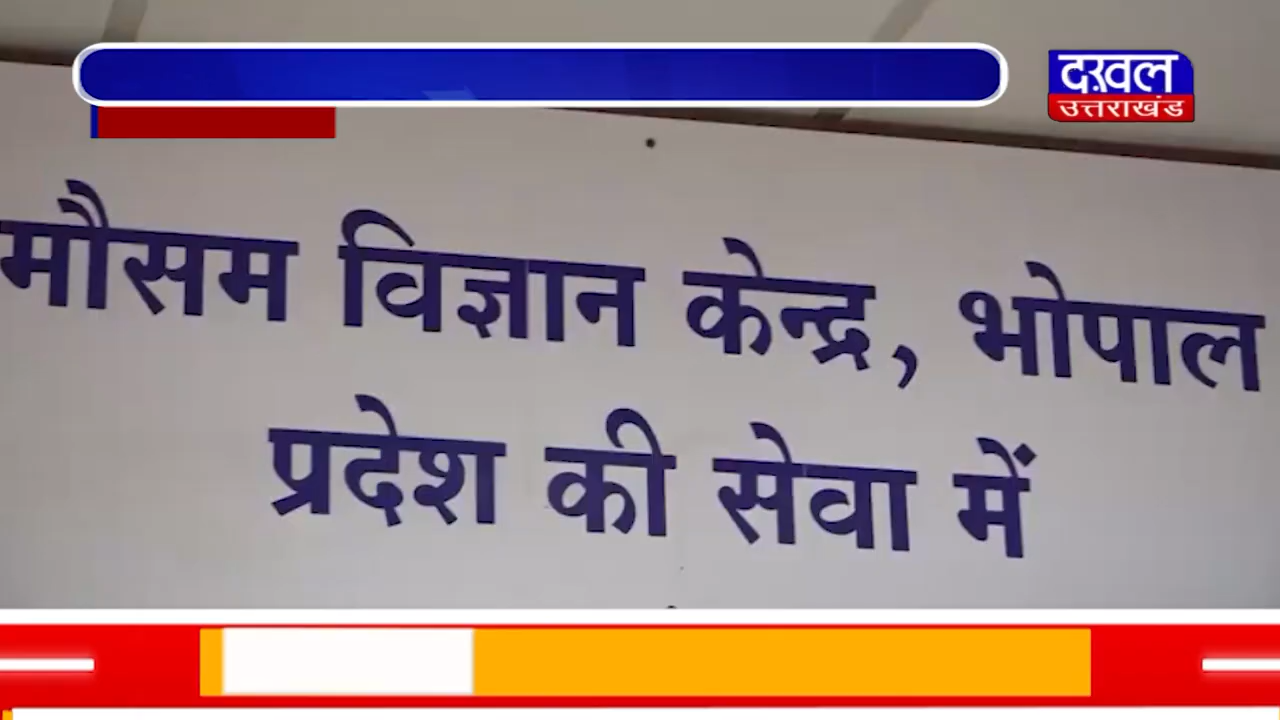 दख़ल
उत्तराखंड
मौसम विज्ञान केन्द्र, भोपाल
प्रदेश की सेवा में